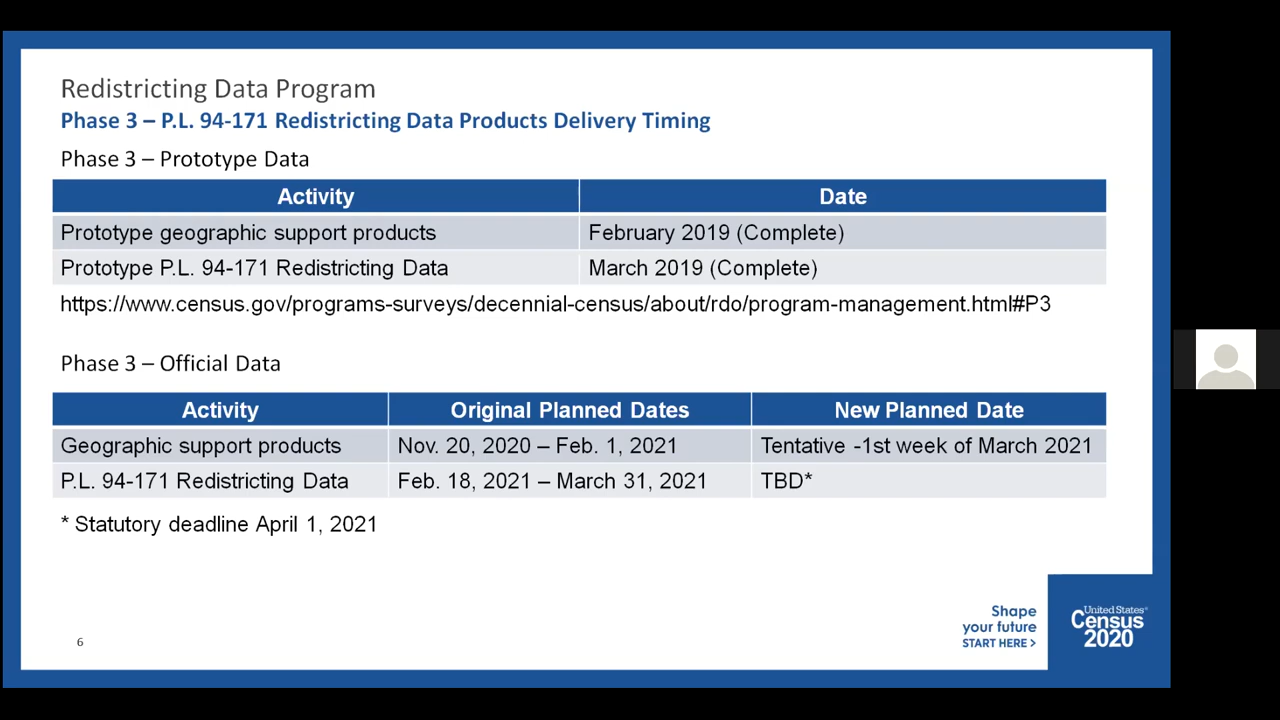 Redistricting Data Program
Phase 3 – P.L. 94-171 Redistricting Data Products Delivery Timing
Phase 3 – Prototype Data
Activity Date
Prototype geographic support products February 2019 (Complete)
Prototype P.L. 94-171 Redistricting Data March 2019 (Complete)
https://www.census.gov/programs-surveys/decennial-census/about/rdo/program-management.html#P3
Phase 3 – Official Data
Activity Original Planned Dates New Planned Date
Geographic support products Nov. 20, 2020 – Feb. 1, 2021 Tentative -1st week of March 2021
P.L. 94-171 Redistricting Data Feb. 18, 2021 – March 31, 2021 TBD*
* Statutory deadline April 1, 2021
6
Shape
your future
START HERE >
United States®
Census
2020